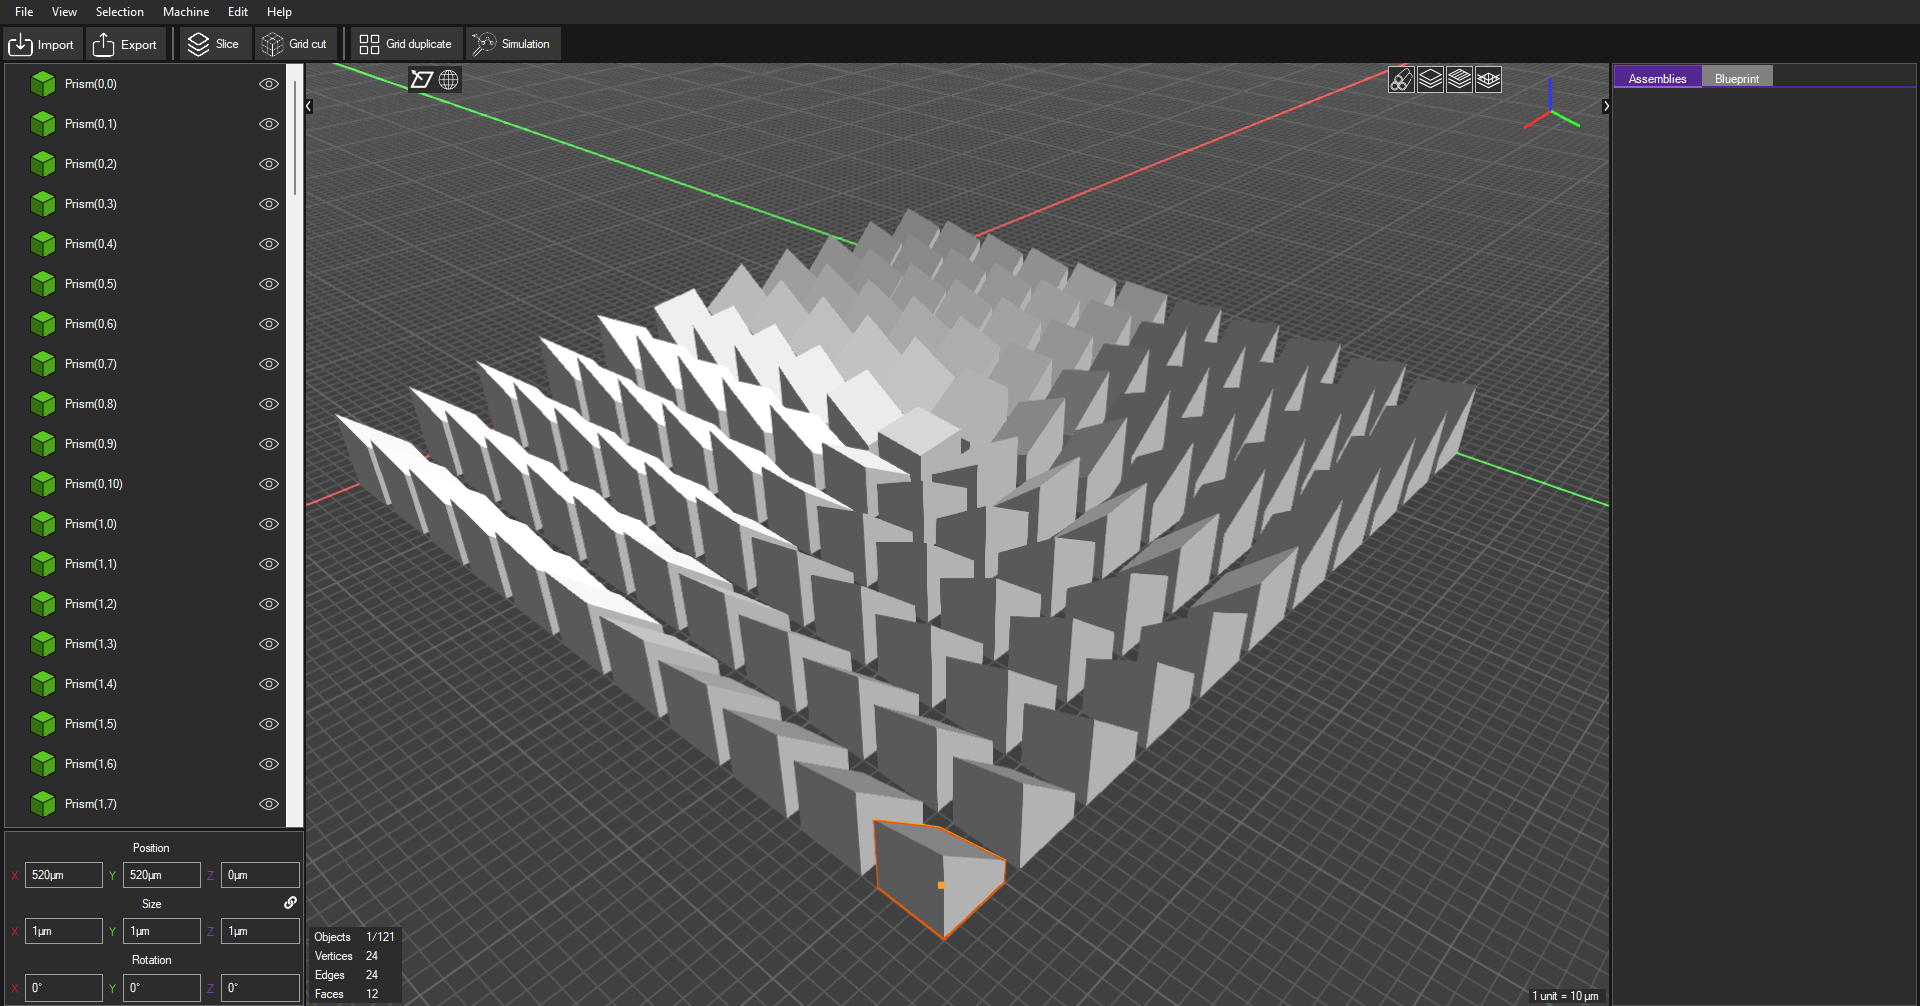 File View Selection Machine Edit Help
Import Export Slice Grid cut Grid duplicate Simulation
Prism(0,0)
Prism(0,1)
Prism(0,2)
Prism(0,3)
Prism(0,4)
Prism(0,5)
Prism(0,6)
Prism(0,7)
Prism(0,8)
Prism(0,9)
Prism(0,10)
Prism(1,0)
Prism(1,1)
Prism(1,2)
Prism(1,3)
Prism(1,4)
Prism(1,5)
Prism(1,6)
Prism(1,7)
Position
X 520µm Y 520µm Z 0µm
Size
X 1µm Y 1µm Z 1µm
Rotation
X 0° Y 0° Z 0°
Objects 1/121
Vertices 24
Edges 24
Faces 12
1 unit = 10 µm
Assemblies Blueprint